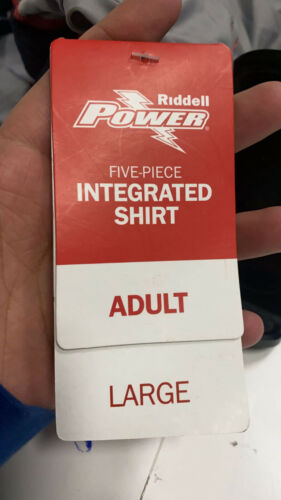 Riddell
POWER
FIVE-PIECE
INTEGRATED
SHIRT
ADULT
LARGE